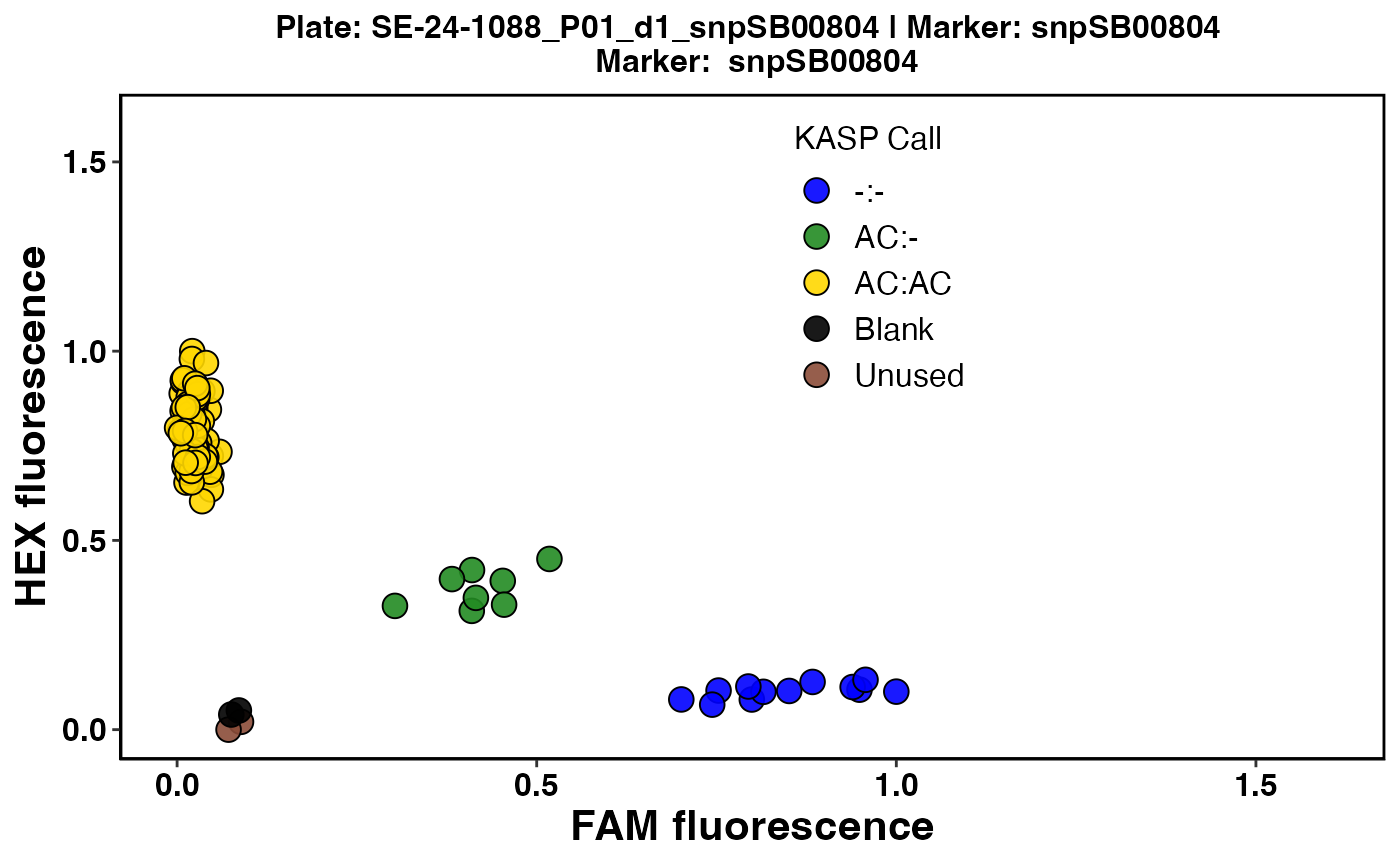 Plate: SE-24-1088_P01_d1_snpSB00804 I Marker: snpSB00804
Marker:  snpSB00804
KASP Call
-:-
AC:-
AC:AC
Blank
Unused
HEX fluorescence
1.5
1.0
0.5
0.0
0.0 0.5 1.0 1.5
FAM fluorescence